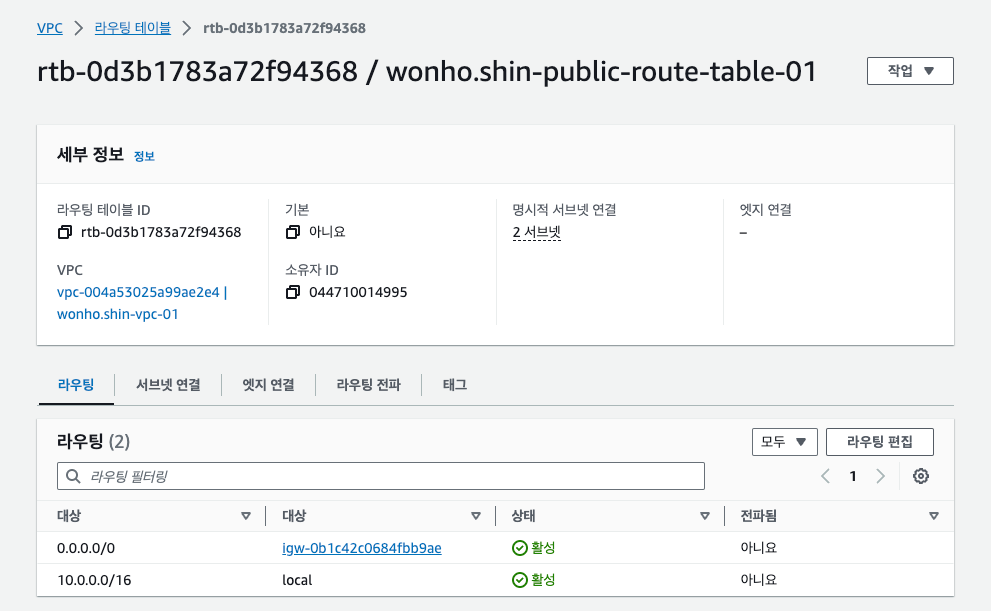 VPC > 라우팅 테이블 > rtb-0d3b1783a72f94368
rtb-0d3b1783a72f94368 / wonho.shin-public-route-table-01
작업
세부 정보 정보
라우팅 테이블 ID
rtb-0d3b1783a72f94368
기본
아니요
명시적 서브넷 연결
2 서브넷
엣지 연결
–
VPC
vpc-004a53025a99ae2e4 |
wonho.shin-vpc-01
소유자 ID
044710014995
라우팅 서브넷 연결 엣지 연결 라우팅 전파 태그
라우팅 (2)
모두 라우팅 편집
라우팅 필터링
1
대상 대상 상태 전파됨
0.0.0.0/0 igw-0b1c42c0684fbb9ae 활성 아니요
10.0.0.0/16 local 활성 아니요